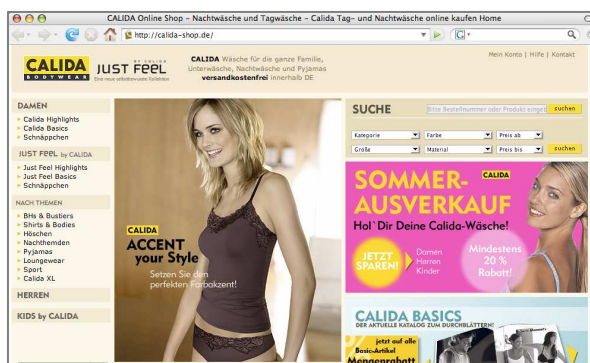 CALIDA Online Shop – Nachtwäsche und Tagwäsche - Calida Tag- und Nachtwäsche online kaufen Home
http://calida-shop.de/
Mein Konto | Hilfe | Kontakt
CALIDA
BODYWEAR
BY CALIDA
JUST FEEL
Eine neue selbstbewusste Kollektion
CALIDA Wäsche für die ganze Familie,
Unterwäsche, Nachtwäsche und Pyjamas
versandkostenfrei innerhalb DE
DAMEN
Calida Highlights
Calida Basics
Schnäppchen
JUST FEEL by CALIDA
Just Feel Highlights
Just Feel Basics
Schnäppchen
NACH THEMEN
BHs & Bustiers
Shirts & Bodies
Höschen
Nachthemden
Pyjamas
Loungewear
Sport
Calida XL
HERREN
KIDS by CALIDA
CALIDA
ACCENT
your Style
Setzen Sie den
perfekten Farbakzent!
SUCHE
Bitte Bestellnummer oder Produkt eingeb
suchen
Kategorie
Farbe
Preis ab
Größe
Material
Preis bis
suchen
SOMMER-
AUSVERKAUF
CALIDA
Hol`Dir Deine Calida-Wäsche!
JETZT
SPAREN!
Damen
Herren
Kinder
Mindestens
20 %
Rabatt!
CALIDA BASICS
DER AKTUELLE KATALOG ZUM DURCHBLÄTTERN!
jetzt auf alle
Basic-Artikel
Mengenrabatt